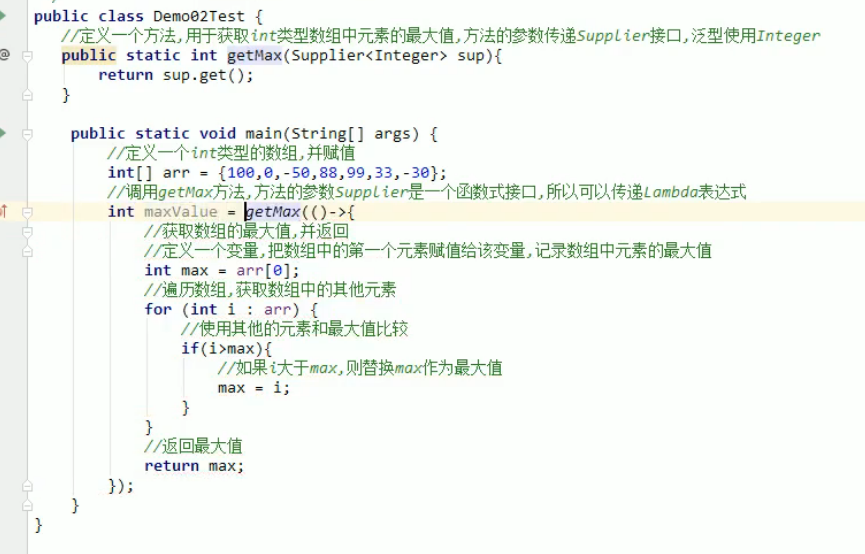 public class Demo02Test {
//定义一个方法,用于获取int类型数组中元素的最大值,方法的参数传递Supplier接口,泛型使用Integer
public static int getMax(Supplier<Integer> sup){
return sup.get();
}
public static void main(String[] args) {
//定义一个int类型的数组,并赋值
int[] arr = {100,0,-50,88,99,33,-30};
//调用getMax方法,方法的参数Supplier是一个函数式接口,所以可以传递Lambda表达式
int maxValue = getMax(()->{
//获取数组的最大值,并返回
//定义一个变量,把数组中的第一个元素赋值给该变量,记录数组中元素的最大值
int max = arr[0];
//遍历数组,获取数组中的其他元素
for (int i : arr) {
//使用其他的元素和最大值比较
if(i>max){
//如果i大于max,则替换max作为最大值
max = i;
}
}
//返回最大值
return max;
});
}
}